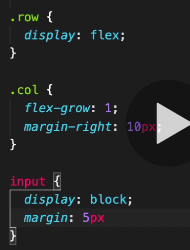 .row {
display: flex;
}
.col {
flex-grow: 1;
margin-right: 10px;
}
input {
display: block;
margin: 5px
}